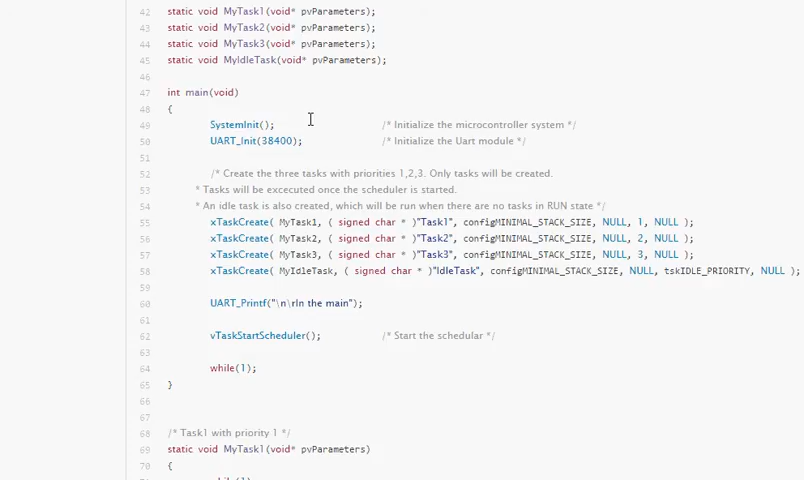 42 static void MyTask1(void* pvParameters);
43 static void MyTask2(void* pvParameters);
44 static void MyTask3(void* pvParameters);
45 static void MyIdleTask(void* pvParameters);
46
47 int main(void)
48 {
49 SystemInit(); /* Initialize the microcontroller system */
50 UART_Init(38400); /* Initialize the Uart module */
51
52 /* Create the three tasks with priorities 1,2,3. Only tasks will be created.
53 * Tasks will be excecuted once the scheduler is started.
54 * An idle task is also created, which will be run when there are no tasks in RUN state */
55 xTaskCreate( MyTask1, ( signed char * )"Task1", configMINIMAL_STACK_SIZE, NULL, 1, NULL );
56 xTaskCreate( MyTask2, ( signed char * )"Task2", configMINIMAL_STACK_SIZE, NULL, 2, NULL );
57 xTaskCreate( MyTask3, ( signed char * )"Task3", configMINIMAL_STACK_SIZE, NULL, 3, NULL );
58 xTaskCreate( MyIdleTask, ( signed char * )"IdleTask", configMINIMAL_STACK_SIZE, NULL, tskIDLE_PRIORITY, NULL );
59
60 UART_Printf("\n\rIn the main");
61
62 vTaskStartScheduler(); /* Start the schedular */
63
64 while(1);
65 }
66
67
68 /* Task1 with priority 1 */
69 static void MyTask1(void* pvParameters)
70 {